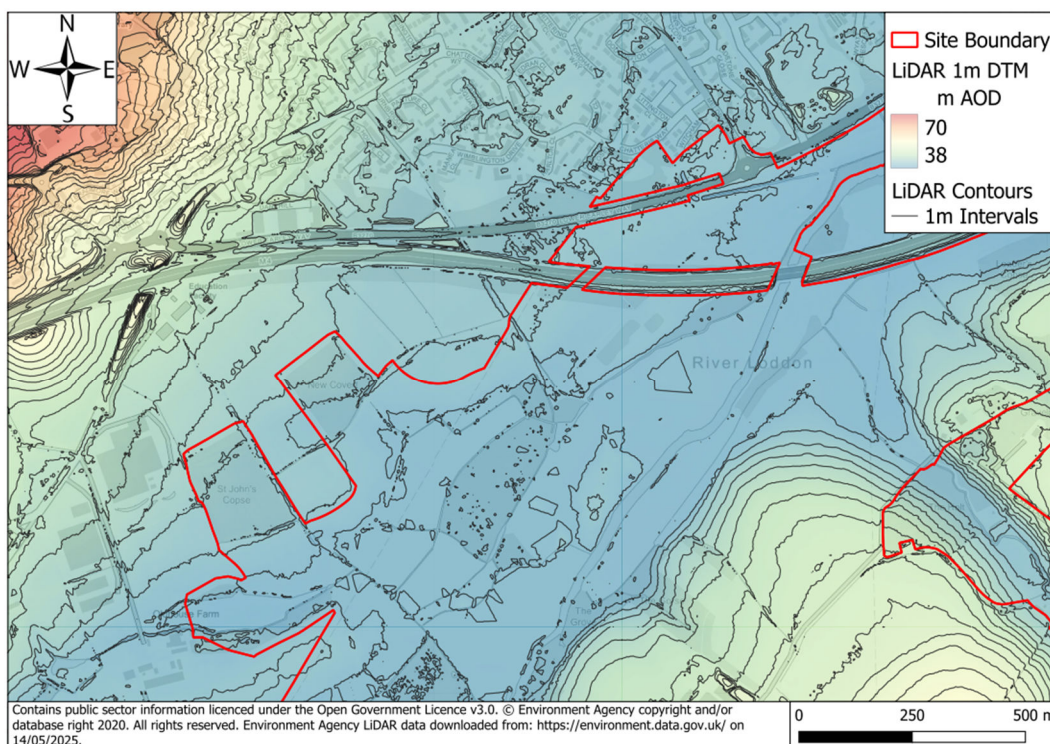 N
W E
S
Site Boundary
LiDAR 1m DTM
m AOD
70
38
LiDAR Contours
1m Intervals
River Loddon
New Covert
St John's
Copse
Farm
Education
M4
0 250 500 m
Contains public sector information licenced under the Open Government Licence v3.0. © Environment Agency copyright and/or
database right 2020. All rights reserved. Environment Agency LiDAR data downloaded from: https://environment.data.gov.uk/ on
14/05/2025.